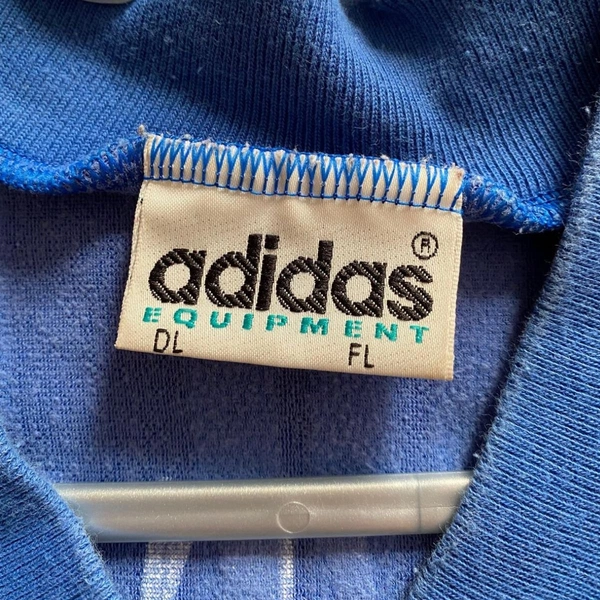 adidas ®
EQUIPMENT
DL FL